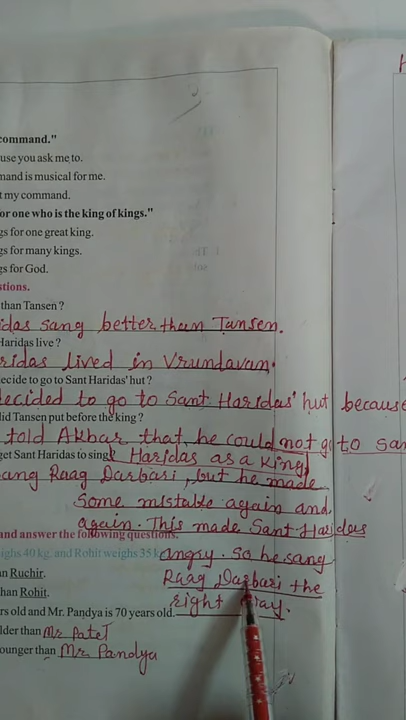 command."
use you ask me to.
mand is musical for me.
t my command.
or one who is the king of kings."
gs for one great king.
gs for many kings.
gs for God.
stions.
than Tansen ?
idas sang better than Tansen.
Haridas live ?
ridas lived in Vrundavan.
ecide to go to Sant Haridas' hut ?
decided to go to Sant Haridas' hut because
did Tansen put before the king ?
told Akbar that he could not go to San
get Sant Haridas to sing Haridas as a king
ang Raag Darbari, but he made
some mistake again and
again. This made Sant Haridas
and answer the following questions.
angry. so he sang
ighs 40 kg. and Rohit weighs 35 k
Raag Darbari the
an Ruchir.
than Rohit.
right way.
rs old and Mr. Pandya is 70 years old.
lder than Mr Patel
ounger than Mr. Pandya